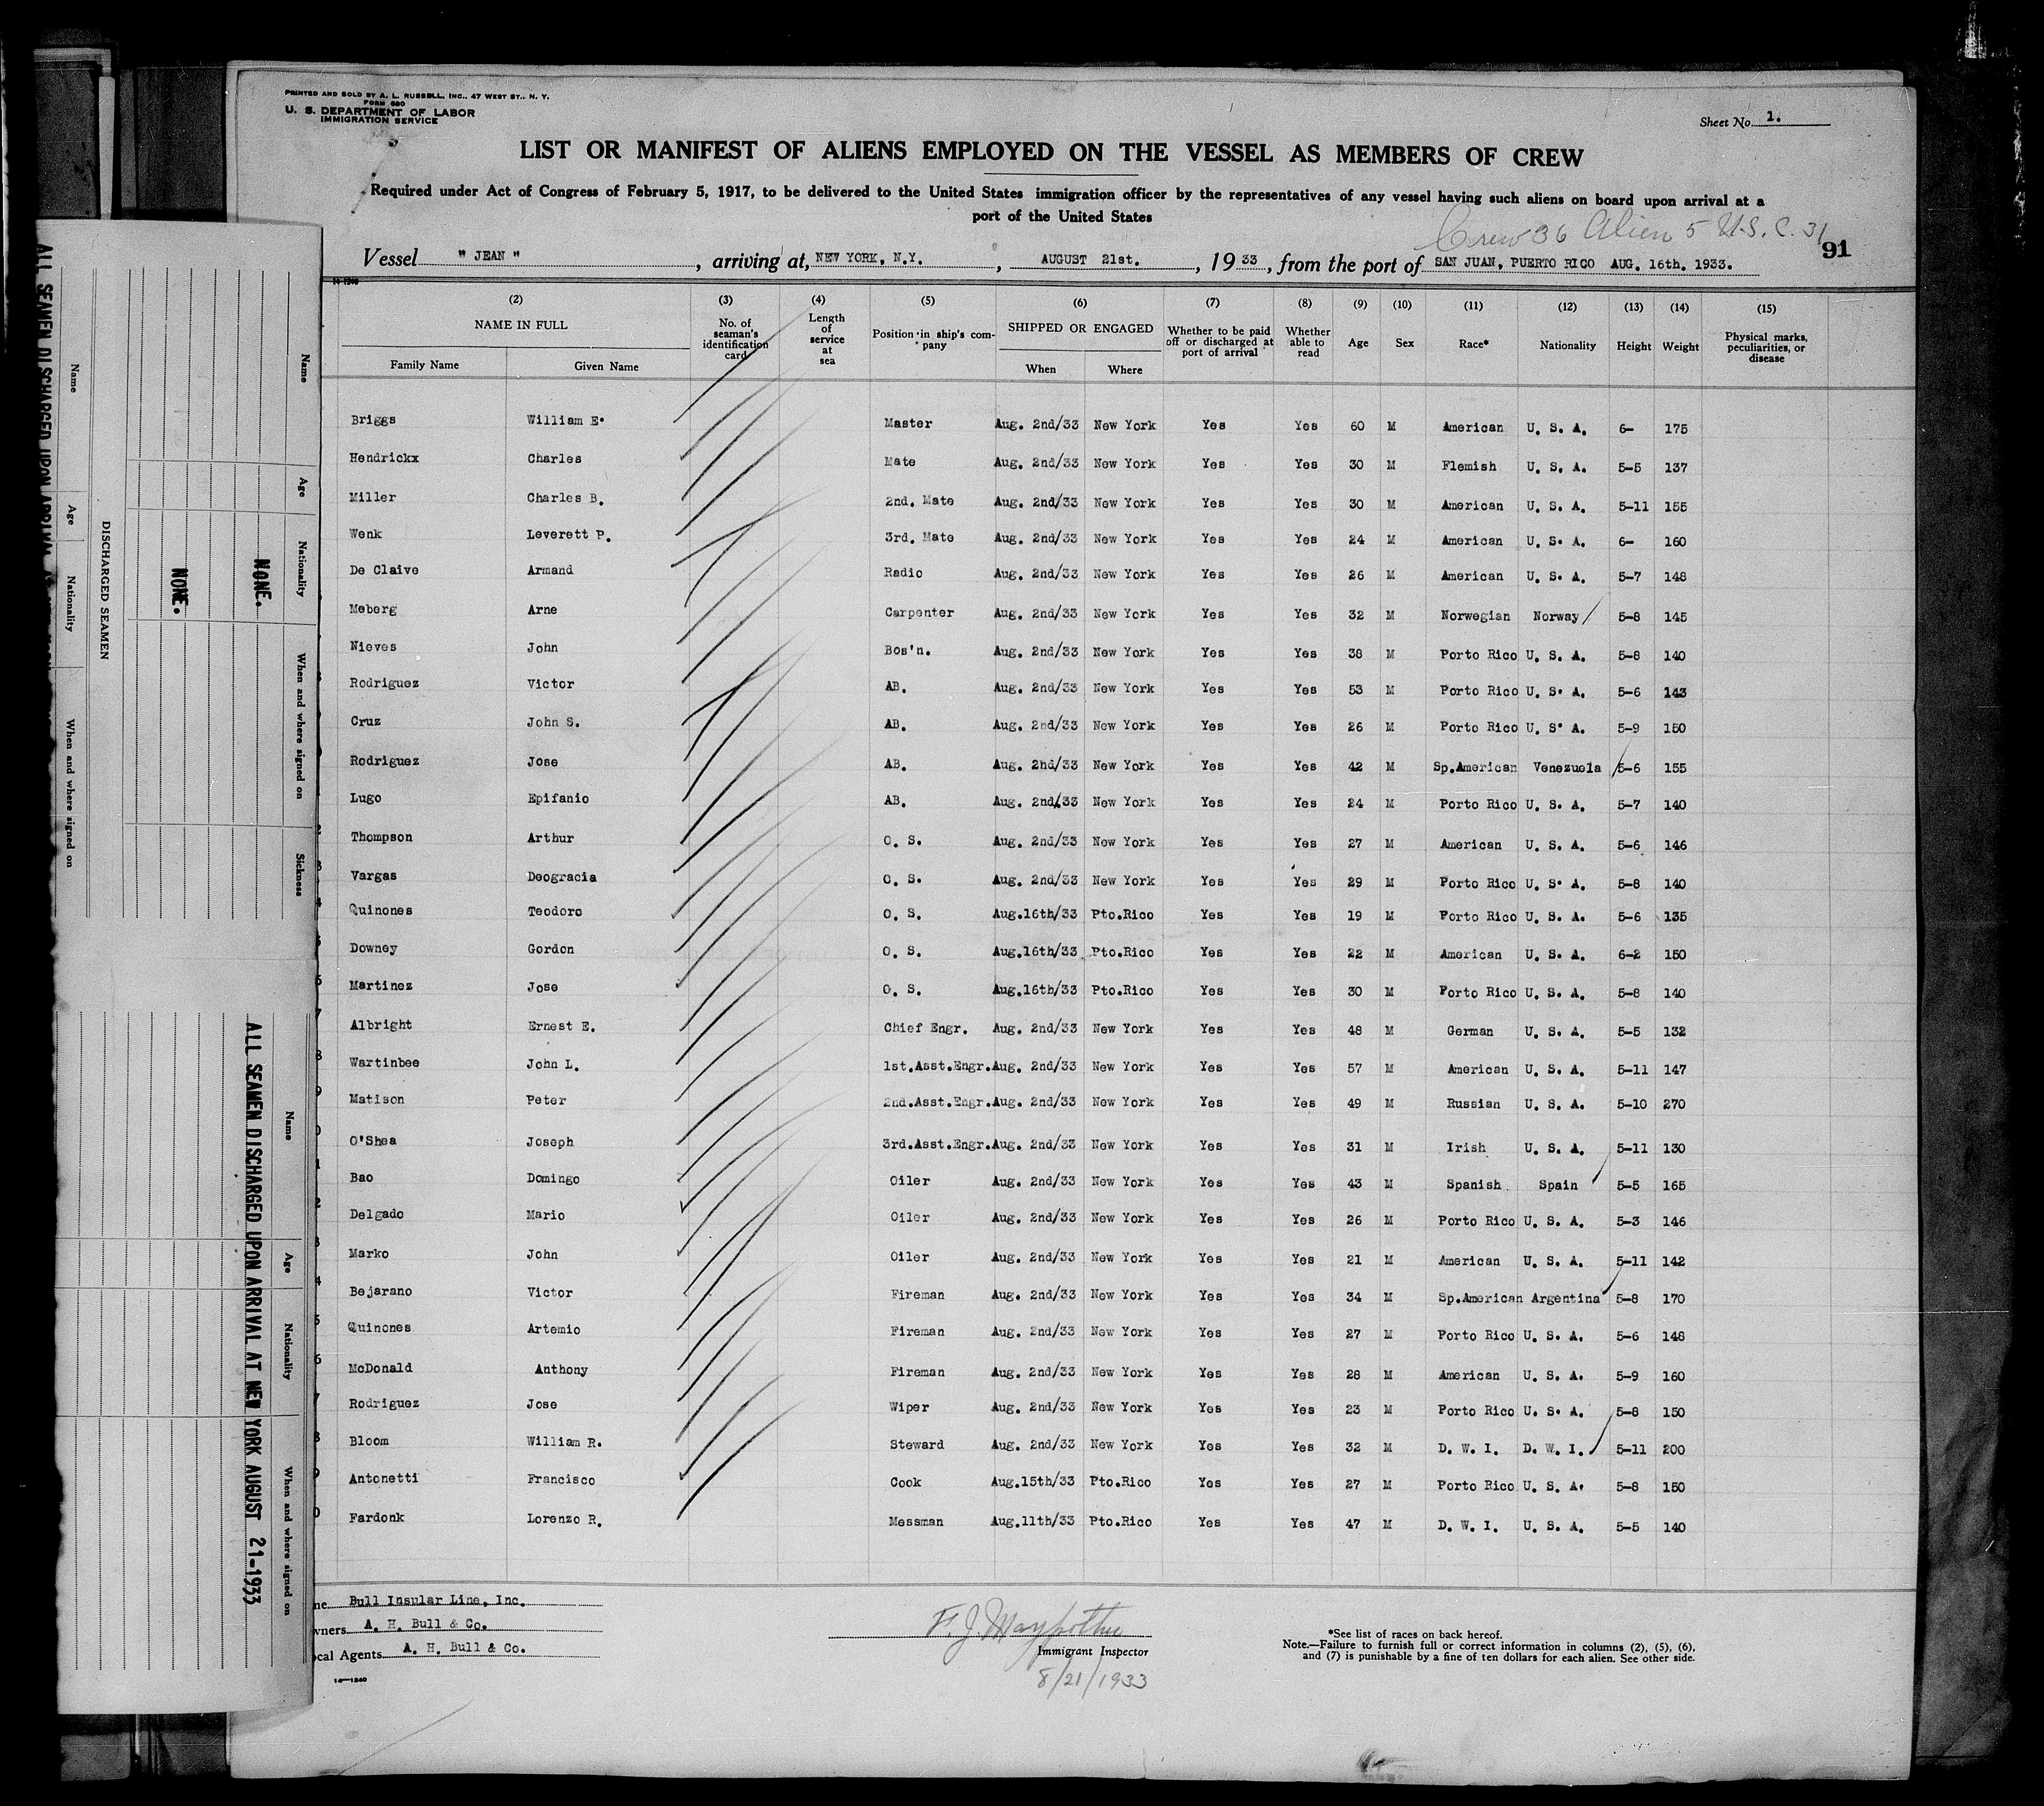 PRINTED AND SOLD BY A. L. RUSSELL, INC., 47 WEST ST., N. Y.
FORM 680
U. S. DEPARTMENT OF LABOR
IMMIGRATION SERVICE
Sheet No. 1.
LIST OR MANIFEST OF ALIENS EMPLOYED ON THE VESSEL AS MEMBERS OF CREW
Required under Act of Congress of February 5, 1917, to be delivered to the United States immigration officer by the representatives of any vessel having such aliens on board upon arrival at a
port of the United States
Crew 36 Alien 5 U.S.C. 31
91
Vessel " JEAN ", arriving at, NEW YORK, N.Y., AUGUST 21st., 1933, from the port of SAN JUAN, PUERTO RICO AUG. 16th. 1933.
14-1240
(2) (3) (4) (5) (6) (7) (8) (9) (10) (11) (12) (13) (14) (15)
NAME IN FULL No. of seaman's identification card Length of service at sea Position in ship's company SHIPPED OR ENGAGED Whether to be paid off or discharged at port of arrival Whether able to read Age Sex Race* Nationality Height Weight Physical marks, peculiarities, or disease
Family Name Given Name When Where
Briggs William E. Master Aug. 2nd/33 New York Yes Yes 60 M American U. S. A. 6- 175
Hendrickx Charles Mate Aug. 2nd/33 New York Yes Yes 30 M Flemish U. S. A. 5-5 137
Miller Charles B. 2nd. Mate Aug. 2nd/33 New York Yes Yes 30 M American U. S. A. 5-11 155
Wenk Leverett P. 3rd. Mate Aug. 2nd/33 New York Yes Yes 24 M American U. S. A. 6- 160
De Claive Armand Radio Aug. 2nd/33 New York Yes Yes 26 M American U. S. A. 5-7 148
Meberg Arne Carpenter Aug. 2nd/33 New York Yes Yes 32 M Norwegian Norway 5-8 145
Nieves John Bos'n. Aug. 2nd/33 New York Yes Yes 38 M Porto Rico U. S. A. 5-8 140
Rodriguez Victor AB. Aug. 2nd/33 New York Yes Yes 53 M Porto Rico U. S. A. 5-6 143
Cruz John S. AB. Aug. 2nd/33 New York Yes Yes 26 M Porto Rico U. S. A. 5-9 150
Rodriguez Jose AB. Aug. 2nd/33 New York Yes Yes 42 M Sp.American Venezuela 5-6 155
Lugo Epifanio AB. Aug. 2nd/33 New York Yes Yes 24 M Porto Rico U. S. A. 5-7 140
Thompson Arthur O. S. Aug. 2nd/33 New York Yes Yes 27 M American U. S. A. 5-6 146
Vargas Deogracia O. S. Aug. 2nd/33 New York Yes Yes 29 M Porto Rico U. S. A. 5-8 140
Quinones Teodoro O. S. Aug.16th/33 Pto.Rico Yes Yes 19 M Porto Rico U. S. A. 5-6 135
Downey Gordon O. S. Aug.16th/33 Pto.Rico Yes Yes 22 M American U. S. A. 6-2 150
Martinez Jose O. S. Aug.16th/33 Pto.Rico Yes Yes 30 M Porto Rico U. S. A. 5-8 140
Albright Ernest E. Chief Engr. Aug. 2nd/33 New York Yes Yes 48 M German U. S. A. 5-5 132
Wartinbee John L. 1st.Asst.Engr. Aug. 2nd/33 New York Yes Yes 57 M American U. S. A. 5-11 147
Matison Peter 2nd.Asst.Engr. Aug. 2nd/33 New York Yes Yes 49 M Russian U. S. A. 5-10 270
O'Shea Joseph 3rd.Asst.Engr. Aug. 2nd/33 New York Yes Yes 31 M Irish U. S. A. 5-11 130
Bao Domingo Oiler Aug. 2nd/33 New York Yes Yes 43 M Spanish Spain 5-5 165
Delgado Mario Oiler Aug. 2nd/33 New York Yes Yes 26 M Porto Rico U. S. A. 5-3 146
Marko John Oiler Aug. 2nd/33 New York Yes Yes 21 M American U. S. A. 5-11 142
Bejarano Victor Fireman Aug. 2nd/33 New York Yes Yes 34 M Sp.American Argentina 5-8 170
Quinones Artemio Fireman Aug. 2nd/33 New York Yes Yes 27 M Porto Rico U. S. A. 5-6 148
McDonald Anthony Fireman Aug. 2nd/33 New York Yes Yes 28 M American U. S. A. 5-9 160
Rodriguez Jose Wiper Aug. 2nd/33 New York Yes Yes 23 M Porto Rico U. S. A. 5-8 150
Bloom William R. Steward Aug. 2nd/33 New York Yes Yes 32 M D. W. I. D. W. I. 5-11 200
Antonetti Francisco Cook Aug.15th/33 Pto.Rico Yes Yes 27 M Porto Rico U. S. A. 5-8 150
Fardonk Lorenzo R. Messman Aug.11th/33 Pto.Rico Yes Yes 47 M D. W. I. U. S. A. 5-5 140
Bull Insular Line, Inc.
A. H. Bull & Co.
Agents A. H. Bull & Co.
14-1240
Immigrant Inspector
8/21/1933
*See list of races on back hereof.
Note.—Failure to furnish full or correct information in columns (2), (5), (6),
and (7) is punishable by a fine of ten dollars for each alien. See other side.
Name Age Nationality When and where signed on Sickness
NONE.
NONE.
DISCHARGED SEAMEN
Name Age Nationality When and where signed on
ALL SEAMEN DISCHARGED UPON ARRIVAL
Name Age Nationality When and where signed on
ALL SEAMEN DISCHARGED UPON ARRIVAL AT NEW YORK AUGUST 21-1933